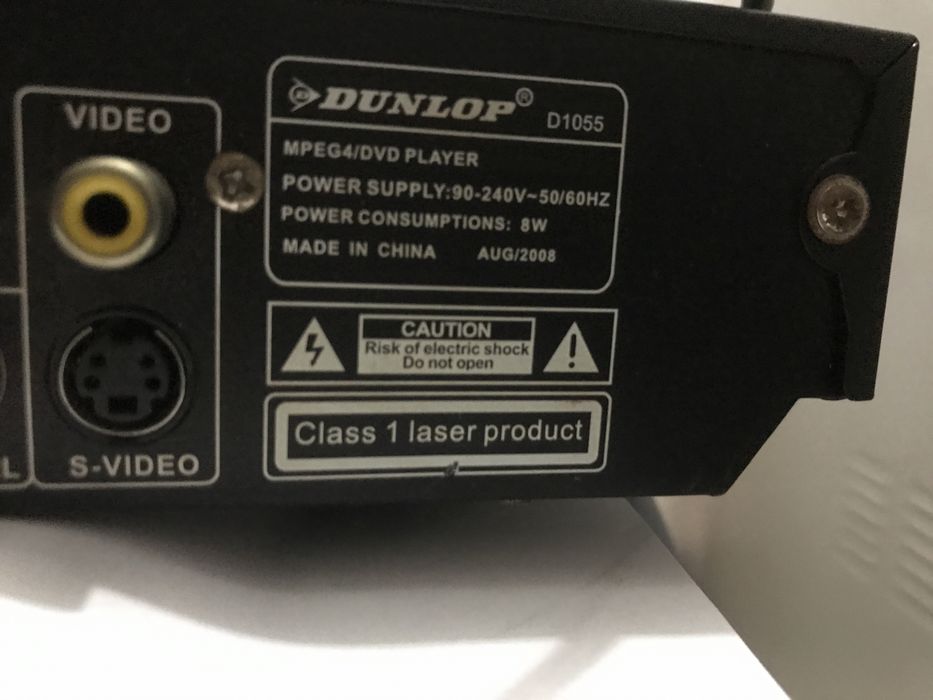 VIDEO
S-VIDEO
L
DUNLOP® D1055
MPEG4/DVD PLAYER
POWER SUPPLY:90-240V~50/60HZ
POWER CONSUMPTIONS: 8W
MADE IN CHINA AUG/2008
CAUTION
Risk of electric shock
Do not open
Class 1 laser product